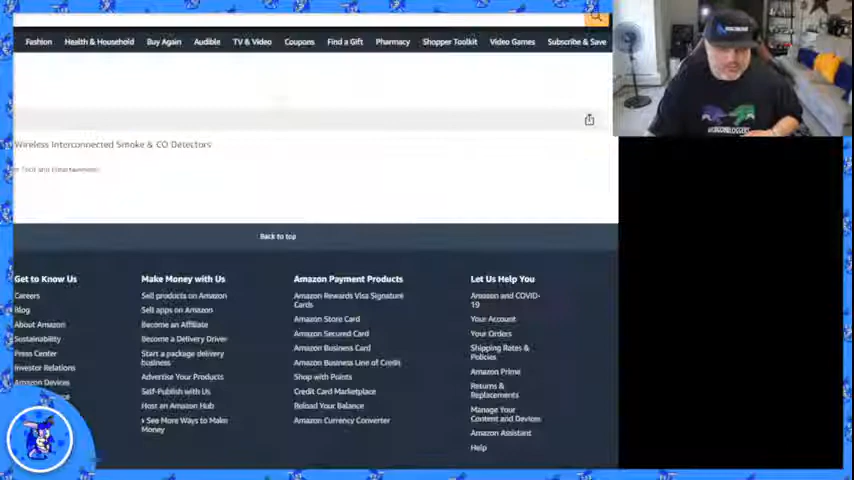 Fashion Health & Household Buy Again Audible TV & Video Coupons Find a Gift Pharmacy Shopper Toolkit Video Games Subscribe & Save
Wireless Interconnected Smoke & CO Detectors
Back to top
Get to Know Us
Careers
Blog
About Amazon
Sustainability
Press Center
Investor Relations
Amazon Devices
Make Money with Us
Sell products on Amazon
Sell apps on Amazon
Become an Affiliate
Become a Delivery Driver
Start a package delivery
business
Advertise Your Products
Self-Publish with Us
Host an Amazon Hub
› See More Ways to Make
Money
Amazon Payment Products
Amazon Rewards Visa Signature
Cards
Amazon Store Card
Amazon Secured Card
Amazon Business Card
Amazon Business Line of Credit
Shop with Points
Credit Card Marketplace
Reload Your Balance
Amazon Currency Converter
Let Us Help You
Amazon and COVID-
19
Your Account
Your Orders
Shipping Rates &
Policies
Amazon Prime
Returns &
Replacements
Manage Your
Content and Devices
Amazon Assistant
Help